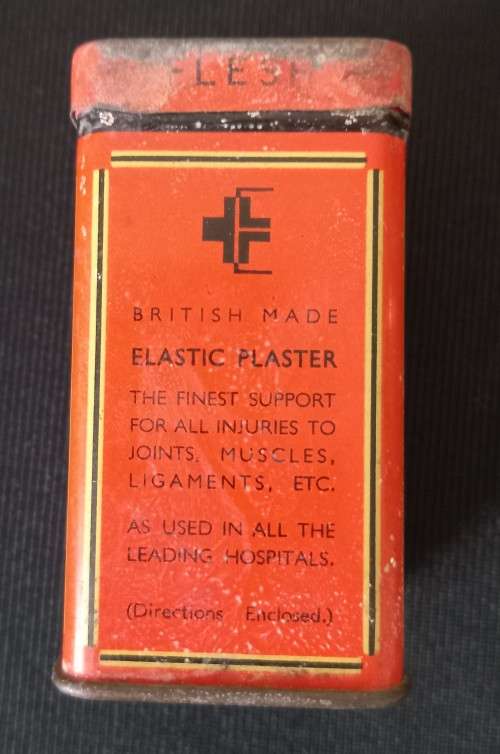 FLESH
BRITISH MADE
ELASTIC PLASTER
THE FINEST SUPPORT
FOR ALL INJURIES TO
JOINTS, MUSCLES,
LIGAMENTS, ETC.
AS USED IN ALL THE
LEADING HOSPITALS.
(Directions Enclosed.)